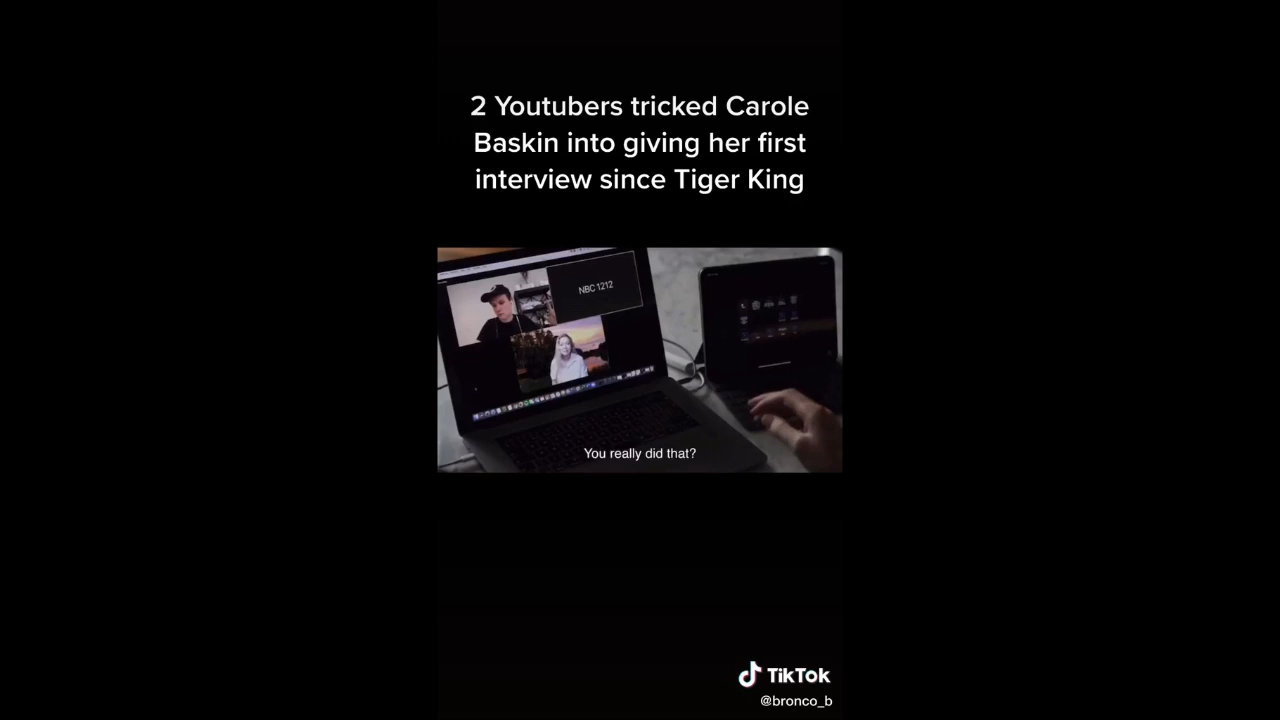 2 Youtubers tricked Carole
Baskin into giving her first
interview since Tiger King
NBC 1212
You really did that?
TikTok
@bronco_b